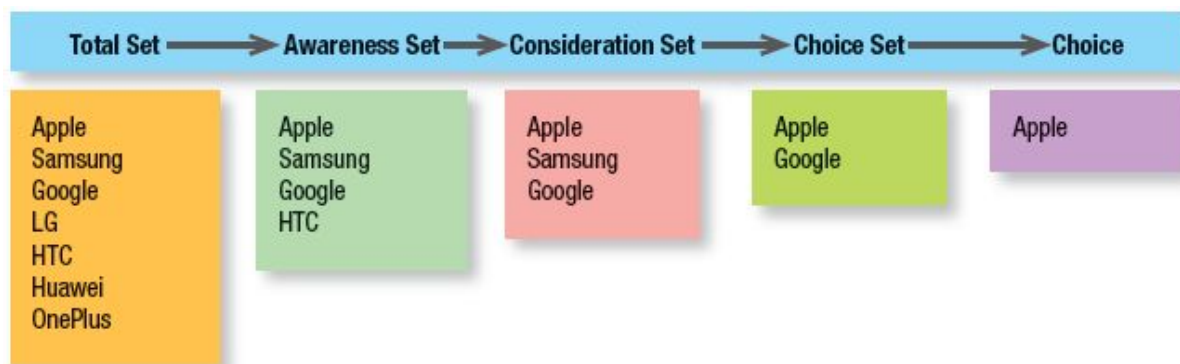 Total Set Awareness Set Consideration Set Choice Set Choice
Apple
Samsung
Google
LG
HTC
Huawei
OnePlus
Apple
Samsung
Google
HTC
Apple
Samsung
Google
Apple
Google
Apple